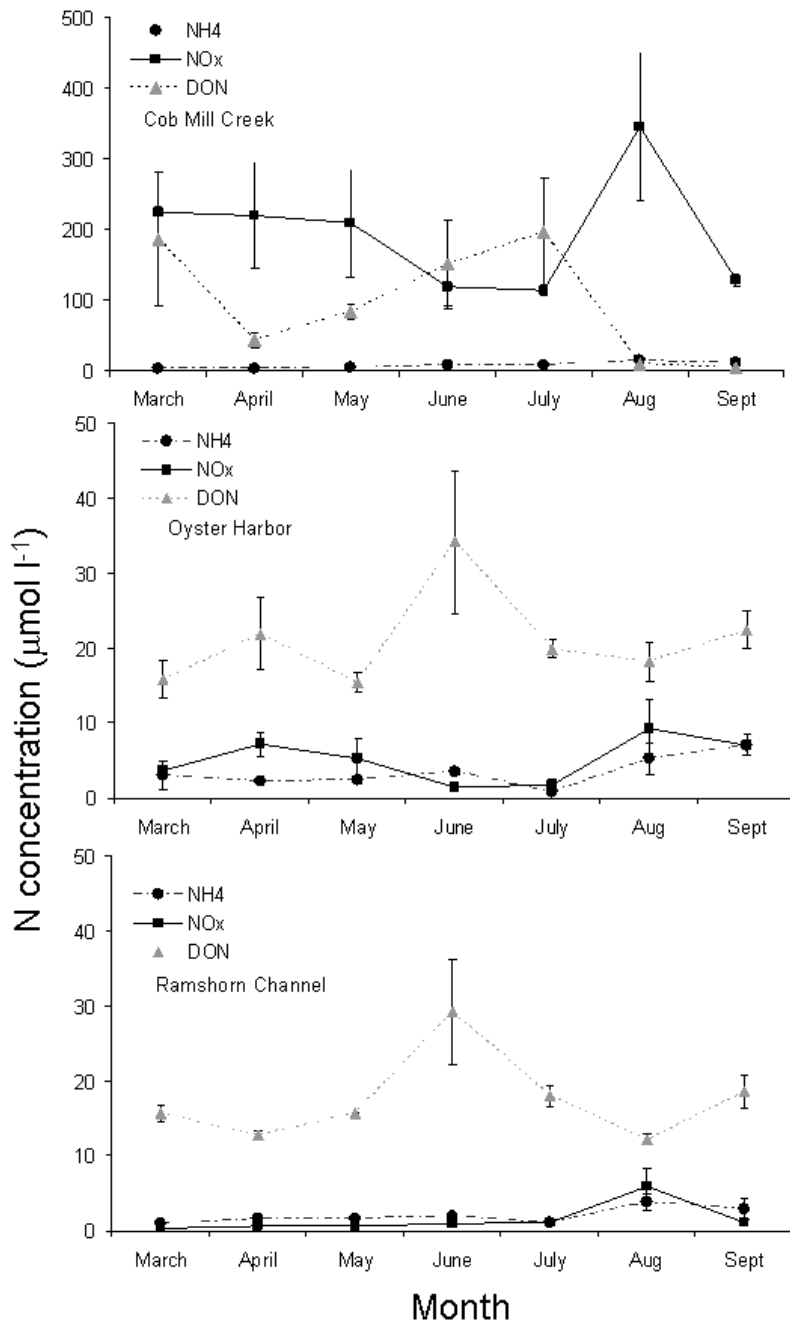 N concentration (μmol l-1)
500
400
300
200
100
0
NH4
NOx
DON
Cob Mill Creek
March April May June July Aug Sept
50
40
30
20
10
0
NH4
NOx
DON
Oyster Harbor
March April May June July Aug Sept
50
40
30
20
10
0
NH4
NOx
DON
Ramshorn Channel
March April May June July Aug Sept
Month